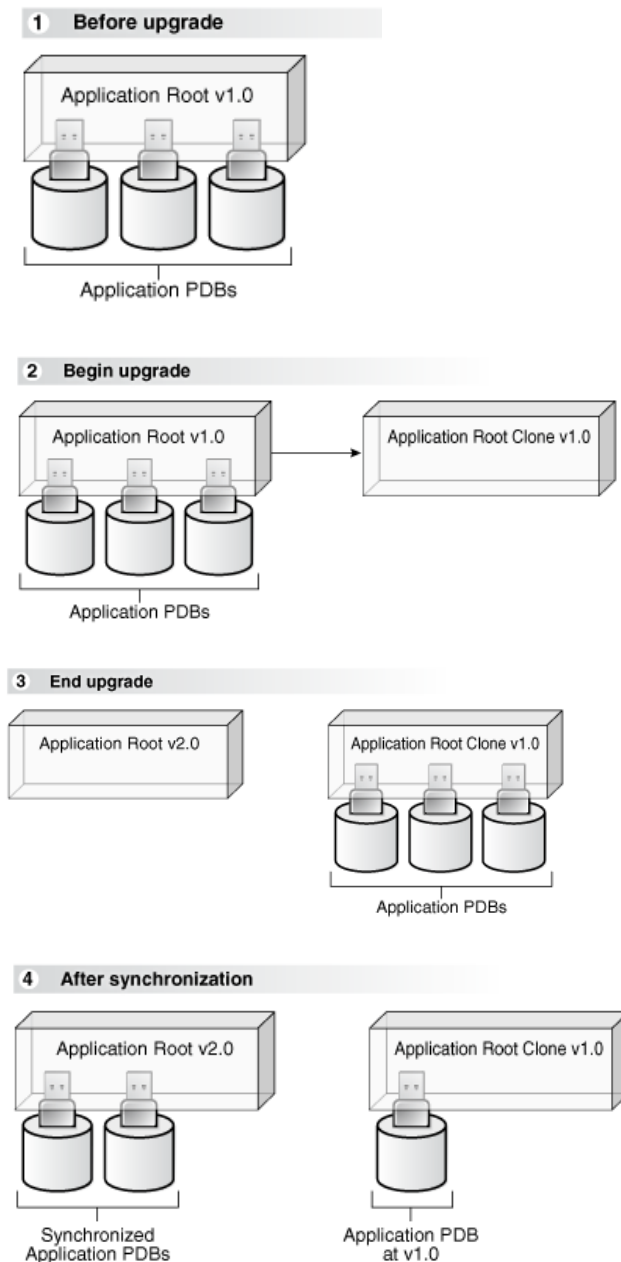 1 Before upgrade
Application Root v1.0
Application PDBs
2 Begin upgrade
Application Root v1.0
Application Root Clone v1.0
Application PDBs
3 End upgrade
Application Root v2.0
Application Root Clone v1.0
Application PDBs
4 After synchronization
Application Root v2.0
Application Root Clone v1.0
Synchronized
Application PDBs
Application PDB
at v1.0